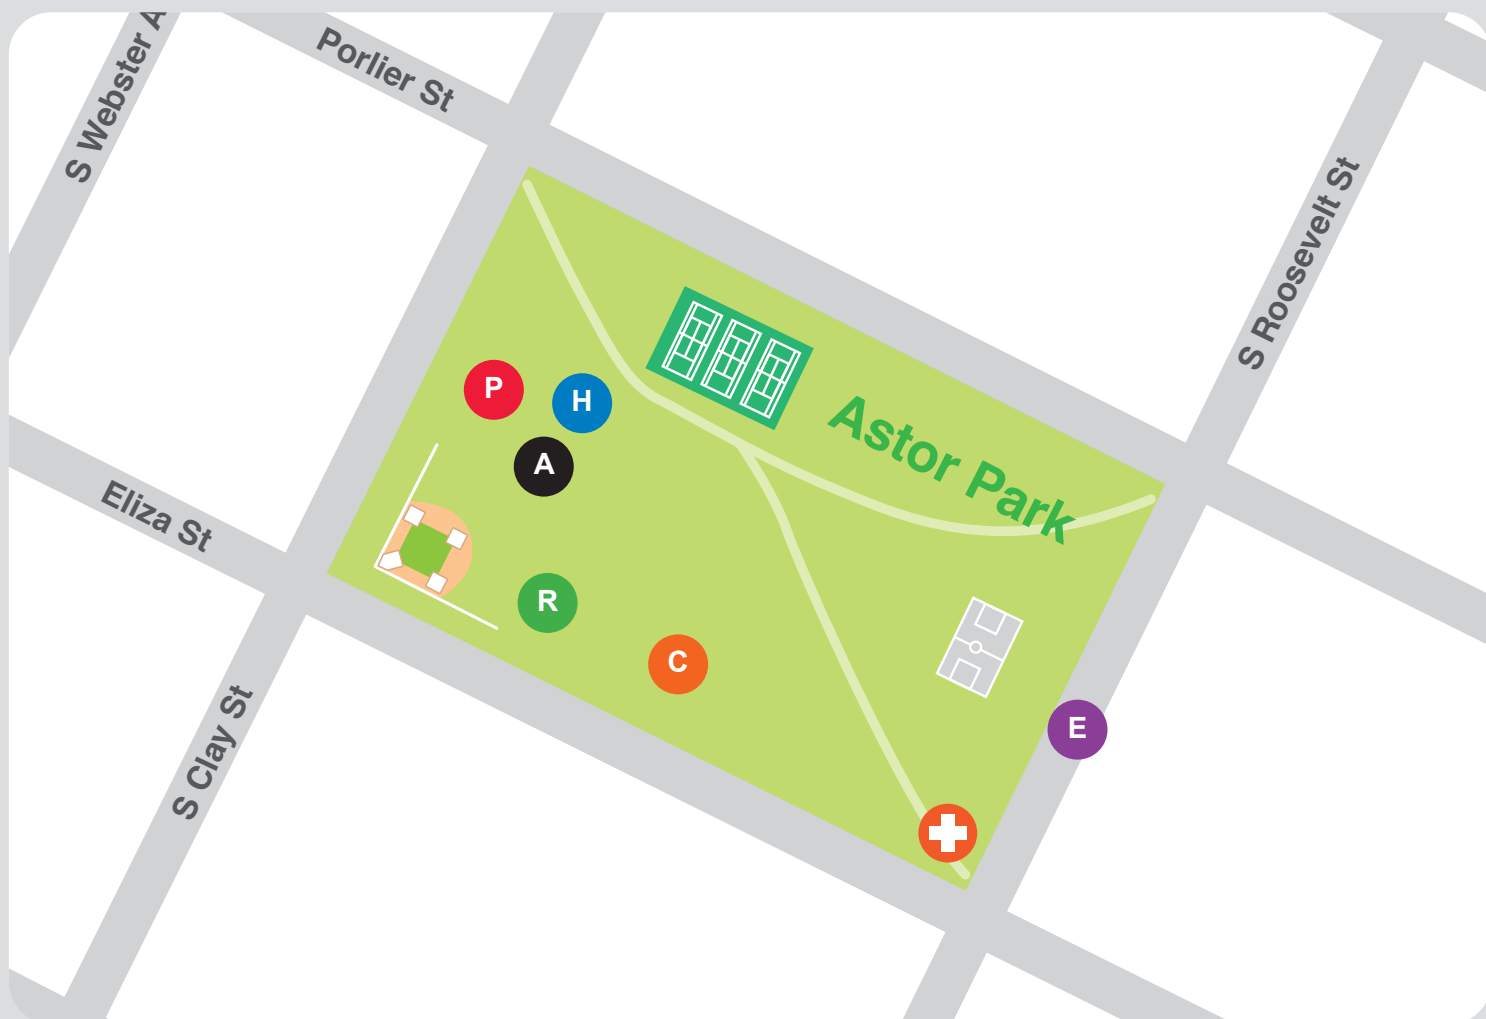 S Webster A
Porlier St
S Roosevelt St
P
H
A
Astor Park
Eliza St
R
C
E
S Clay St